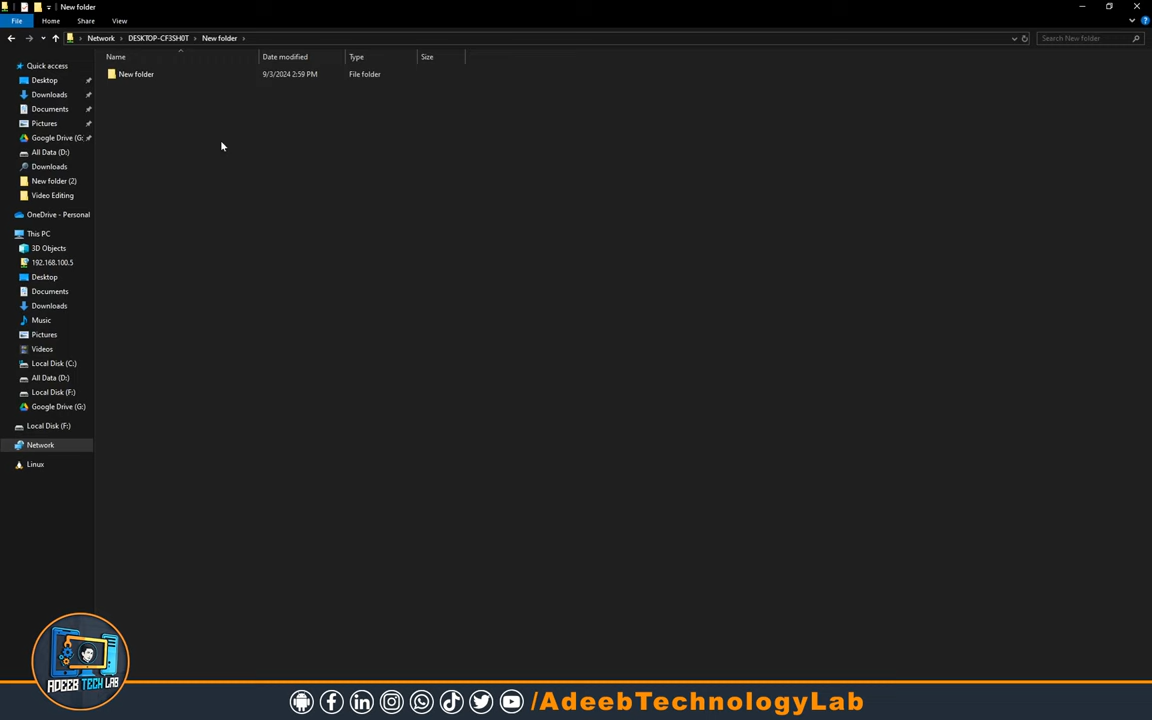 New folder
File Home Share View
Network DESKTOP-CF3SH0T New folder
Search New folder
Name Date modified Type Size
New folder 9/3/2024 2:59 PM File folder
Quick access
Desktop
Downloads
Documents
Pictures
Google Drive (G:
All Data (D:)
Downloads
New folder (2)
Video Editing
OneDrive - Personal
This PC
3D Objects
192.168.100.5
Desktop
Documents
Downloads
Music
Pictures
Videos
Local Disk (C:)
All Data (D:)
Local Disk (F:)
Google Drive (G:)
Local Disk (F:)
Network
Linux
ADEEB TECH LAB
/AdeebTechnologyLab